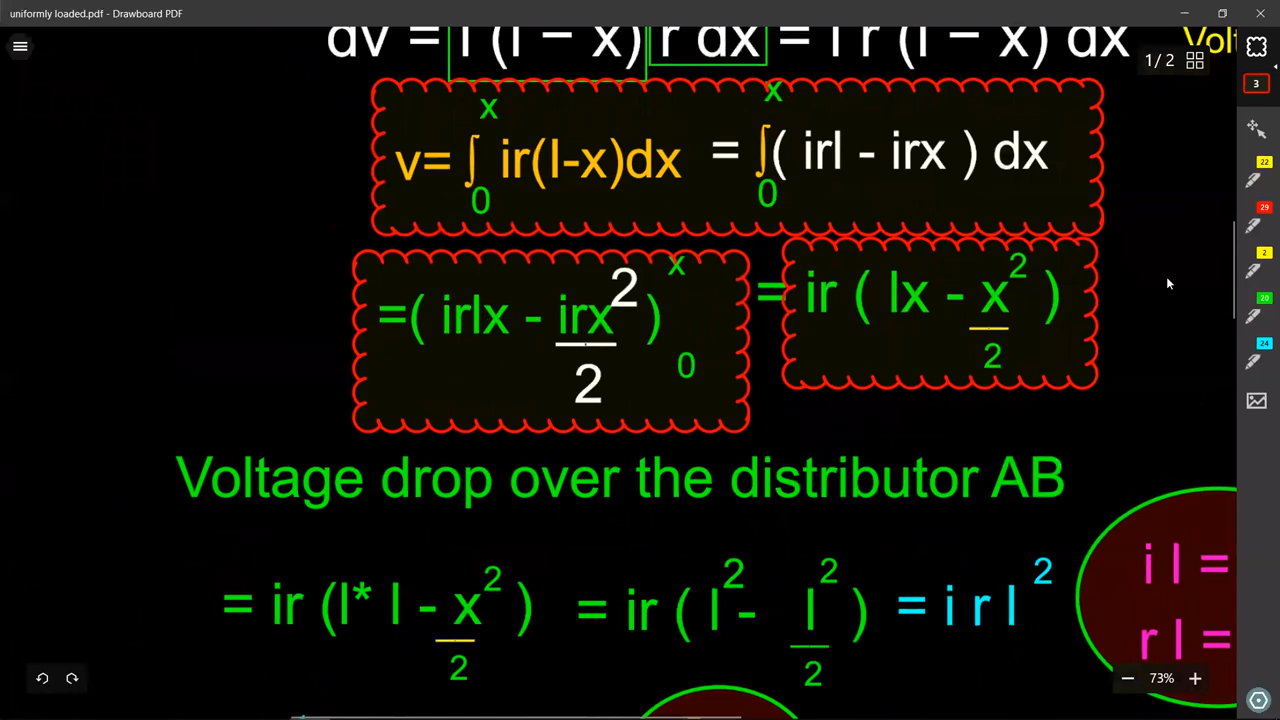 uniformly loaded.pdf - Drawboard PDF
dv = i (l – x) r dx = i r (l – x) dx
1/ 2
3
x x
v= ∫ ir(l-x)dx = ∫ ( irl - irx ) dx
0 0
=( irlx - irx2/2 ) x 0 = ir ( lx - x2/2 )
Voltage drop over the distributor AB
= ir (l* l - x2/2 ) = ir ( l2 - l2/2 ) = i r l 2
i l =
r l =
73%
22
29
2
20
24